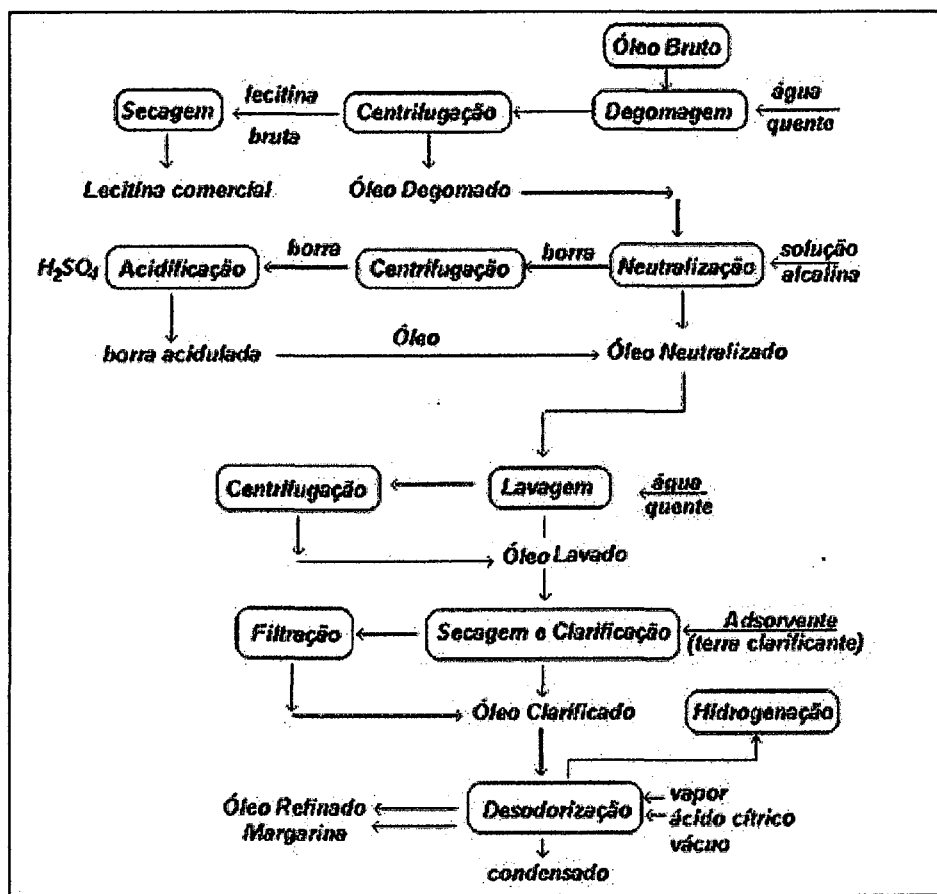 Óleo Bruto
Secagem
lecitina
bruta
Centrifugação
Degomagem
água
quente
Lecitina comercial
Óleo Degomado
H₂SO₄
Acidificação
borra
Centrifugação
borra
Neutralização
solução
alcalina
borra acidulada
Óleo
Óleo Neutralizado
Centrifugação
Lavagem
água
quente
Óleo Lavado
Filtração
Secagem e Clarificação
Adsorvente
(terra clarificante)
Óleo Clarificado
Hidrogenação
Óleo Refinado
Margarina
Desodorização
vapor
ácido cítrico
vácuo
condensado